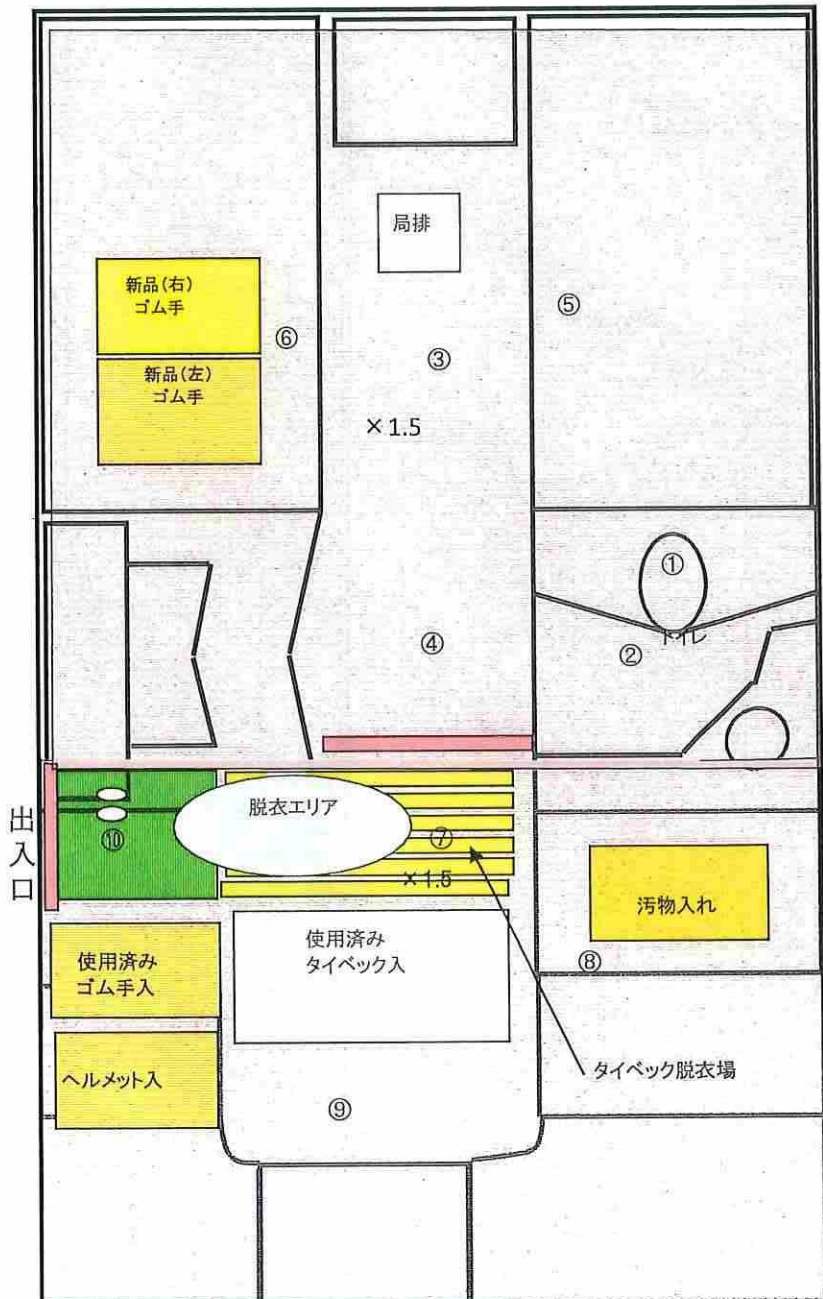 局排
新品(右)
ゴム手
⑥
⑤
③
新品(左)
ゴム手
×1.5
①
トイレ
④
②
出入口
脱衣エリア
⑩
⑦
×1.5
汚物入れ
使用済み
ゴム手入
使用済み
タイベック入
⑧
ヘルメット入
タイベック脱衣場
⑨